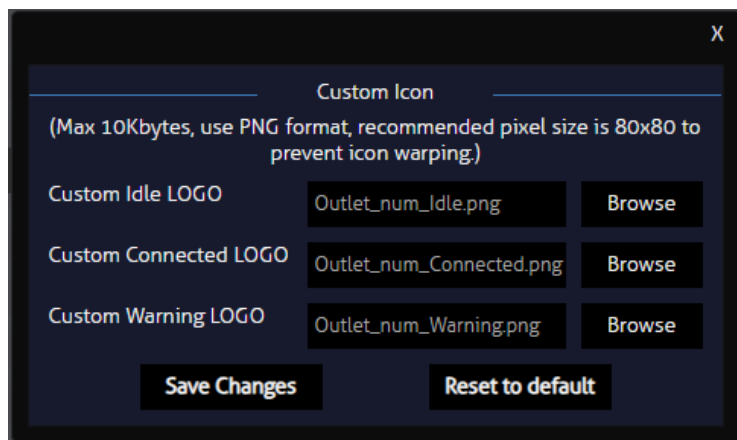 X
Custom Icon
(Max 10Kbytes, use PNG format, recommended pixel size is 80x80 to
prevent icon warping.)
Custom Idle LOGO Outlet_num_Idle.png Browse
Custom Connected LOGO Outlet_num_Connected.png Browse
Custom Warning LOGO Outlet_num_Warning.png Browse
Save Changes Reset to default